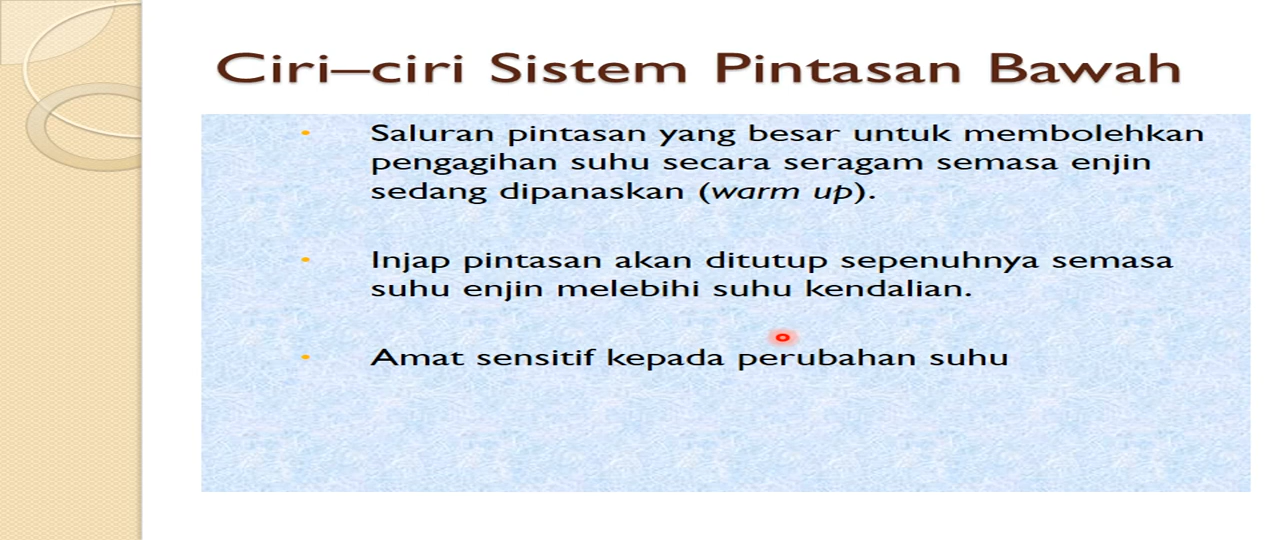 Ciri–ciri Sistem Pintasan Bawah
• Saluran pintasan yang besar untuk membolehkan
pengagihan suhu secara seragam semasa enjin
sedang dipanaskan (warm up).
• Injap pintasan akan ditutup sepenuhnya semasa
suhu enjin melebihi suhu kendalian.
• Amat sensitif kepada perubahan suhu